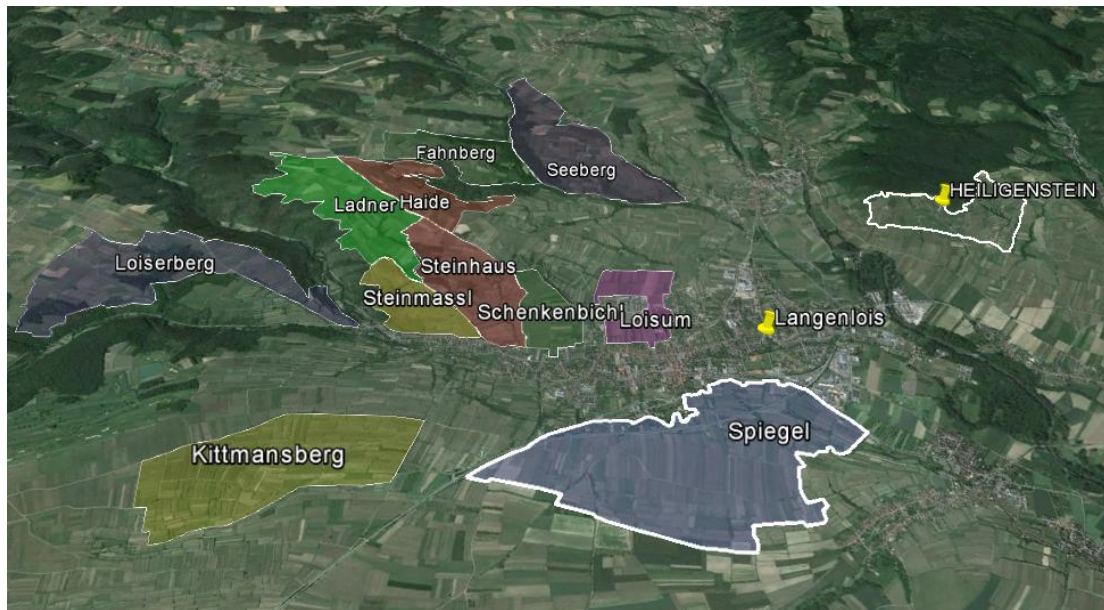 Fahnberg
Seeberg
HEILIGENSTEIN
Ladner
Haide
Loiserberg
Steinhaus
Steinmassl
Schenkenbichl
Loisum
Langenlois
Spiegel
Kittmansberg